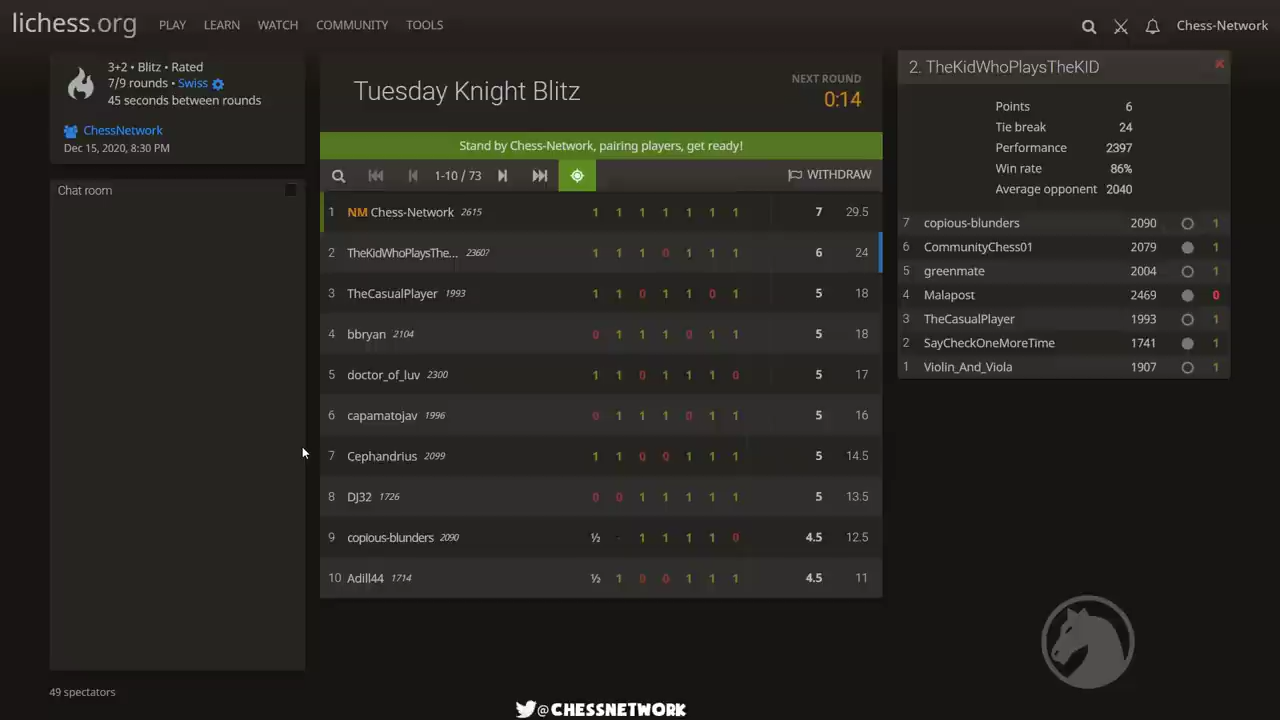 lichess.org PLAY LEARN WATCH COMMUNITY TOOLS Chess-Network
3+2 • Blitz • Rated
7/9 rounds • Swiss
45 seconds between rounds
ChessNetwork
Dec 15, 2020, 8:30 PM
Chat room
49 spectators
Tuesday Knight Blitz
NEXT ROUND
0:14
Stand by Chess-Network, pairing players, get ready!
1-10 / 73 WITHDRAW
1 NM Chess-Network 2615 1 1 1 1 1 1 1 7 29.5
2 TheKidWhoPlaysThe... 2360? 1 1 1 0 1 1 1 6 24
3 TheCasualPlayer 1993 1 1 0 1 1 0 1 5 18
4 bbryan 2104 0 1 1 1 0 1 1 5 18
5 doctor_of_luv 2300 1 1 0 1 1 1 0 5 17
6 capamatojav 1996 0 1 1 1 0 1 1 5 16
7 Cephandrius 2099 1 1 0 0 1 1 1 5 14.5
8 DJ32 1726 0 0 1 1 1 1 1 5 13.5
9 copious-blunders 2090 ½ - 1 1 1 1 0 4.5 12.5
10 Adill44 1714 ½ 1 0 0 1 1 1 4.5 11
2. TheKidWhoPlaysTheKID
Points 6
Tie break 24
Performance 2397
Win rate 86%
Average opponent 2040
7 copious-blunders 2090 1
6 CommunityChess01 2079 1
5 greenmate 2004 1
4 Malapost 2469 0
3 TheCasualPlayer 1993 1
2 SayCheckOneMoreTime 1741 1
1 Violin_And_Viola 1907 1
@CHESSNETWORK